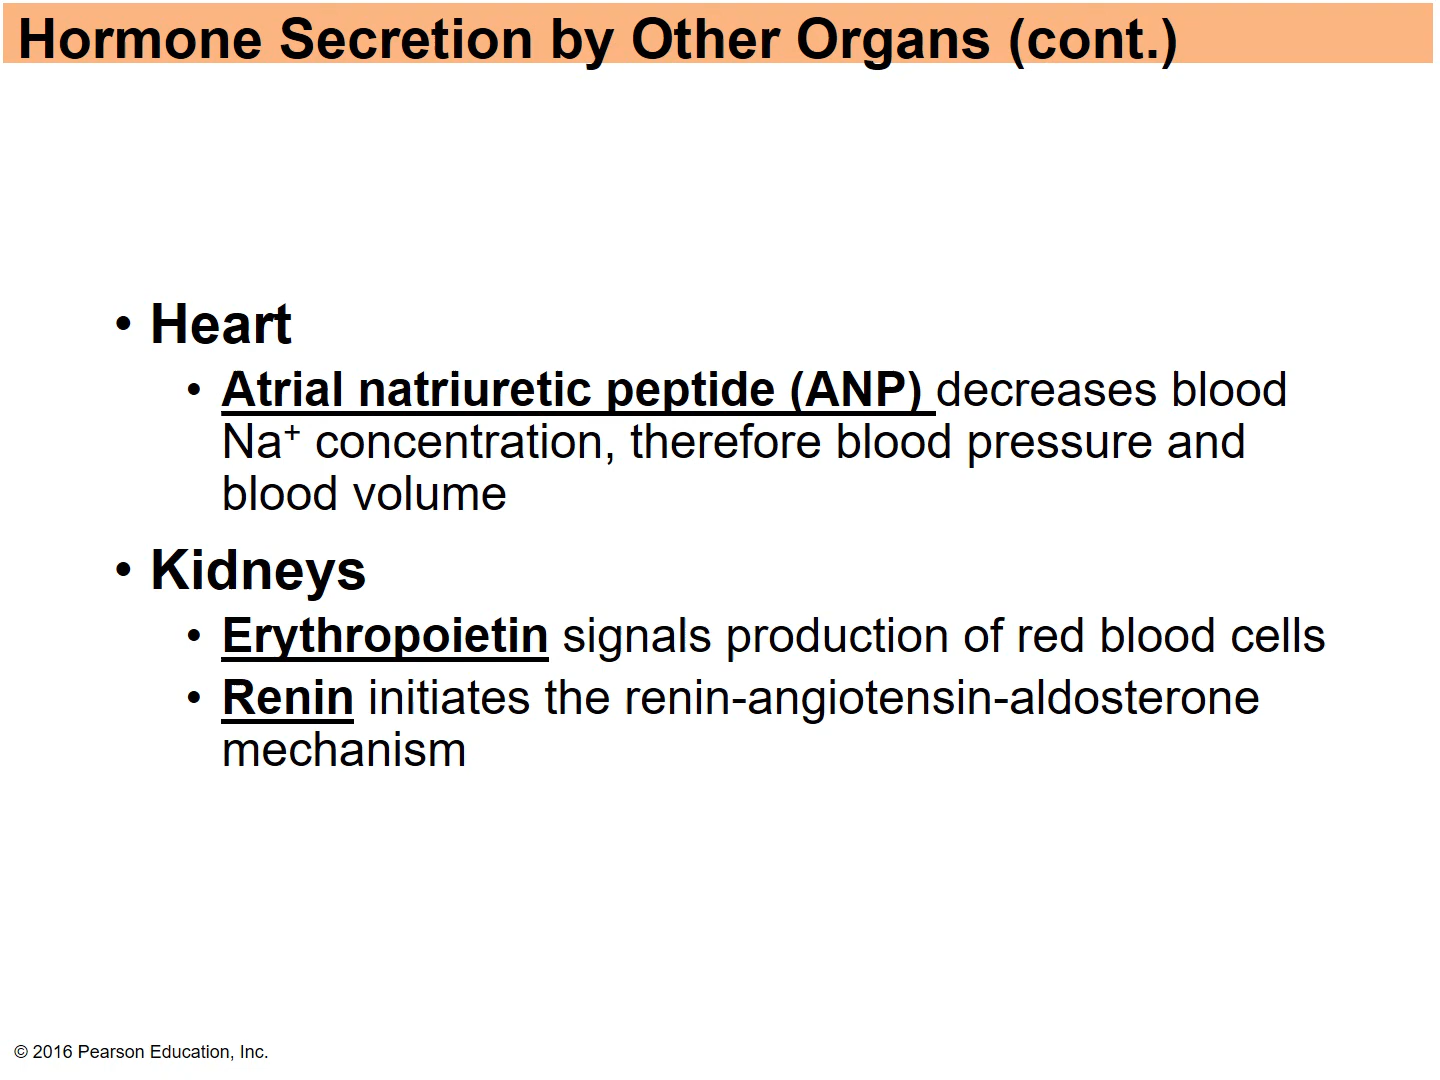 Hormone Secretion by Other Organs (cont.)
• Heart
• Atrial natriuretic peptide (ANP) decreases blood
Na⁺ concentration, therefore blood pressure and
blood volume
• Kidneys
• Erythropoietin signals production of red blood cells
• Renin initiates the renin-angiotensin-aldosterone
mechanism
© 2016 Pearson Education, Inc.